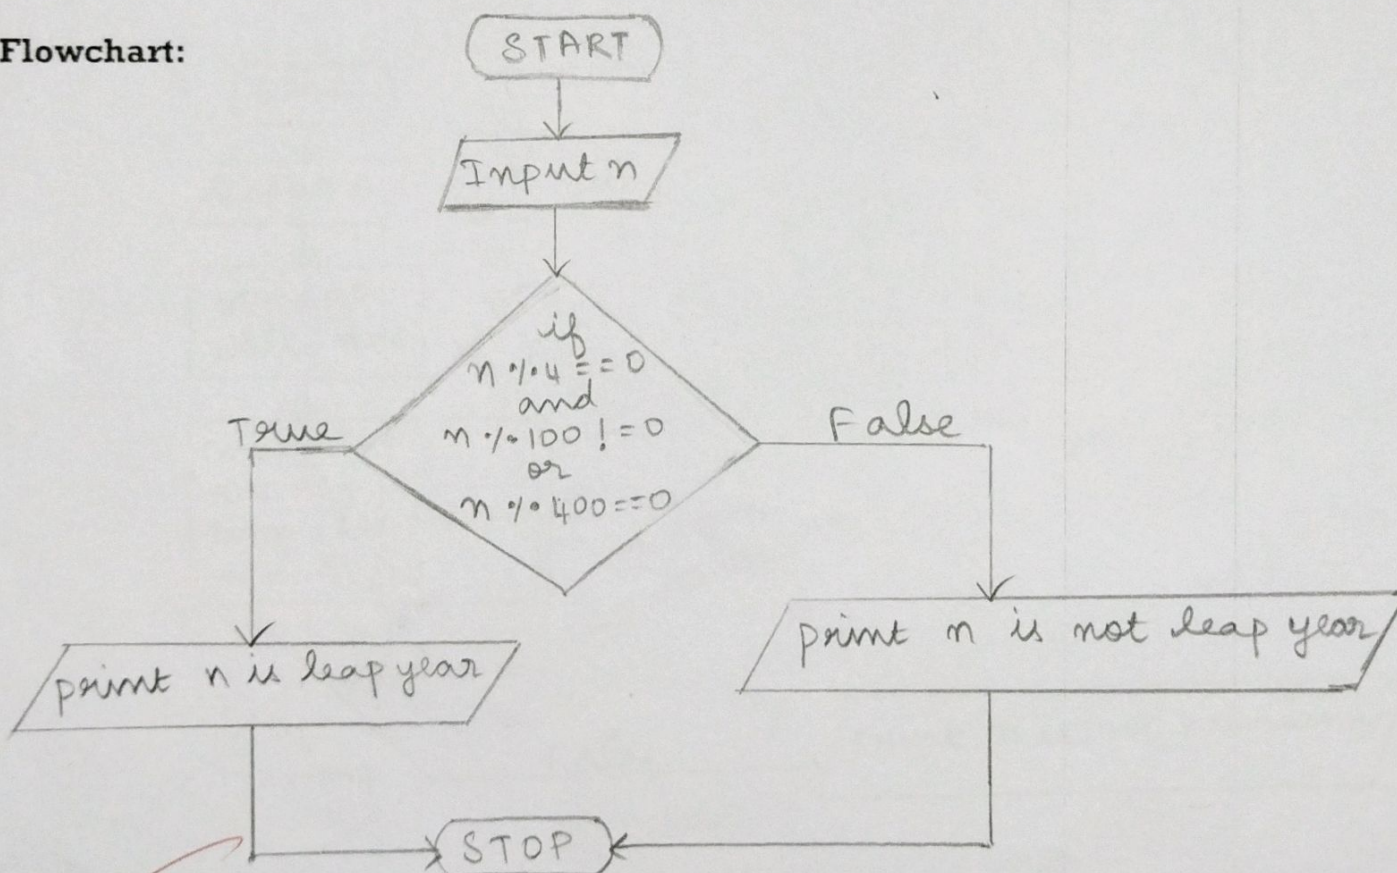 Flowchart:
START
Input n
if
n % 4 == 0
and
n % 100 != 0
or
n % 400 == 0
True
False
print n is leap year
print n is not leap year
STOP